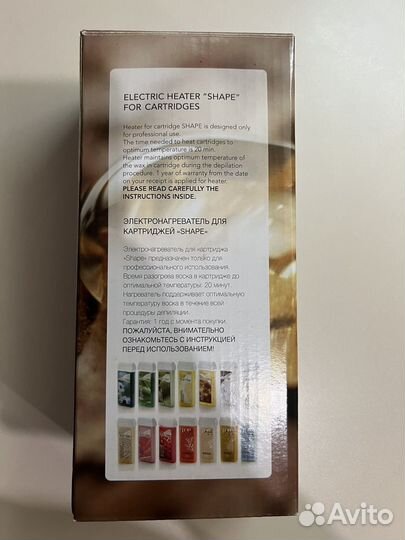 ELECTRIC HEATER "SHAPE"
FOR CARTRIDGES
Heater for cartridge SHAPE is designed only
for professional use.
The time needed to heat cartridges to
optimum temperature is 20 min.
Heater maintains optimum temperature of
the wax in cartridge during the depilation
procedure. 1 year of warranty from the date
on your receipt is applied for heater.
PLEASE READ CAREFULLY THE
INSTRUCTIONS INSIDE.
ЭЛЕКТРОНАГРЕВАТЕЛЬ ДЛЯ
КАРТРИДЖЕЙ «SHAPE»
Электронагреватель для картриджа
«Shape» предназначен только для
профессионального использования.
Время разогрева воска в картридже до
оптимальной температуры: 20 минут.
Нагреватель поддерживает оптимальную
температуру воска в течение всей
процедуры депиляции.
Гарантия: 1 год с момента покупки.
ПОЖАЛУЙСТА, ВНИМАТЕЛЬНО
ОЗНАКОМЬТЕСЬ С ИНСТРУКЦИЕЙ
ПЕРЕД ИСПОЛЬЗОВАНИЕМ!
Avito